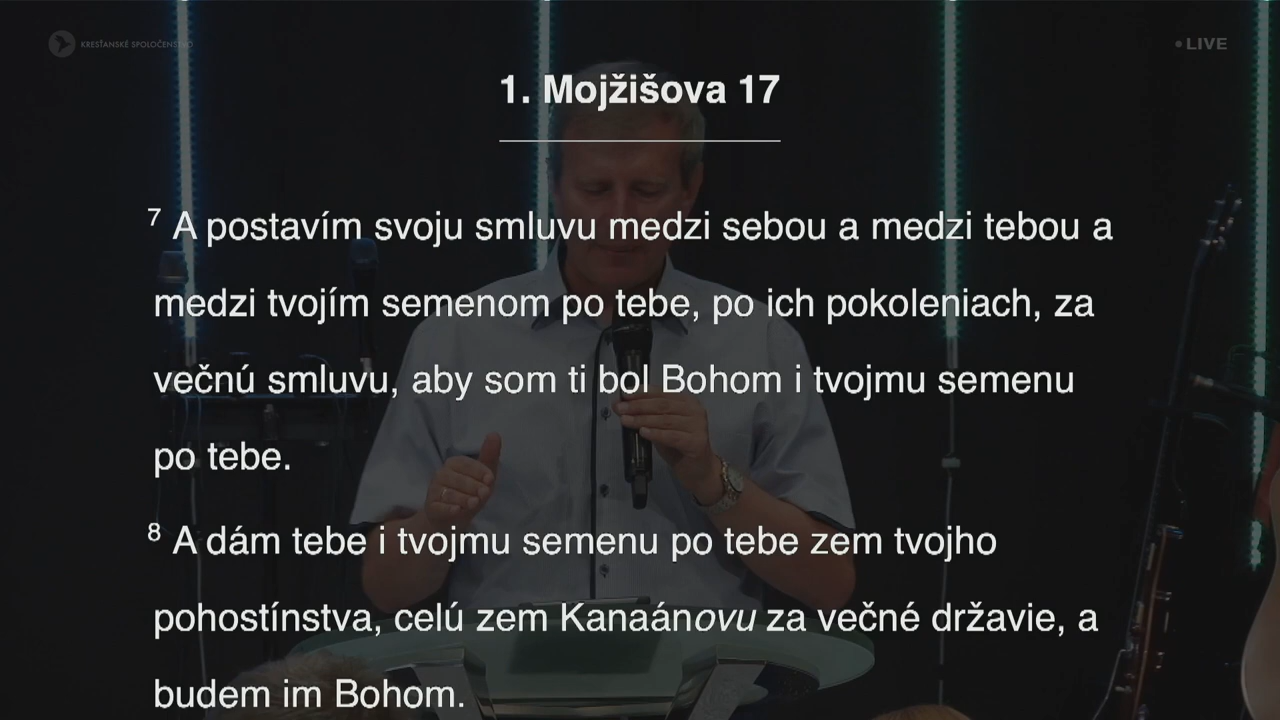 KRESŤANSKÉ SPOLOČENSTVO
LIVE
1. Mojžišova 17
7 A postavím svoju smluvu medzi sebou a medzi tebou a
medzi tvojím semenom po tebe, po ich pokoleniach, za
večnú smluvu, aby som ti bol Bohom i tvojmu semenu
po tebe.
8 A dám tebe i tvojmu semenu po tebe zem tvojho
pohostínstva, celú zem Kanaánovu za večné državie, a
budem im Bohom.